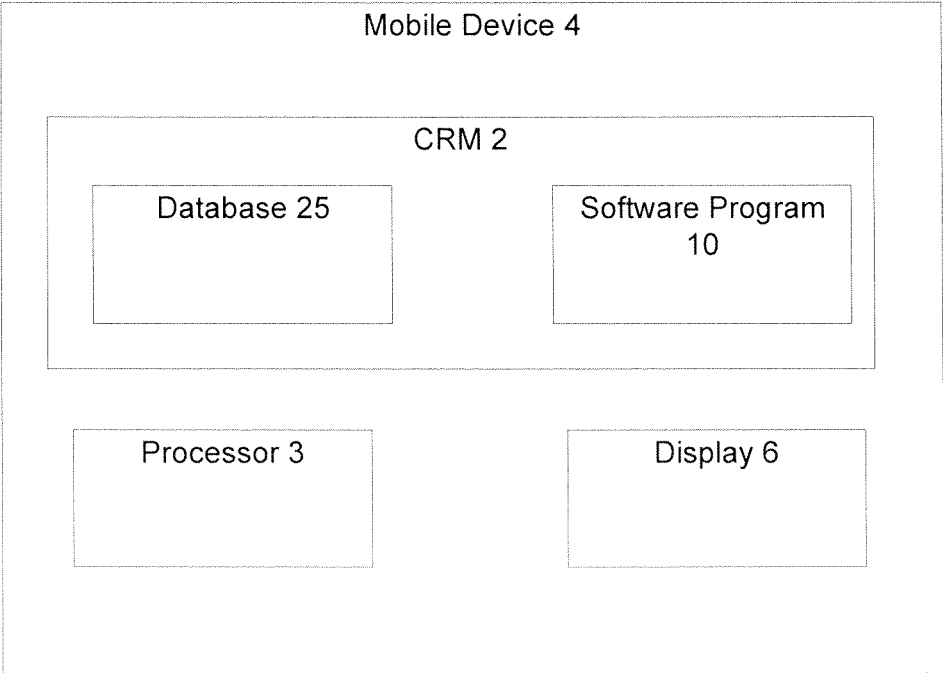 Mobile Device 4
CRM 2
Database 25
Software Program
10
Processor 3
Display 6